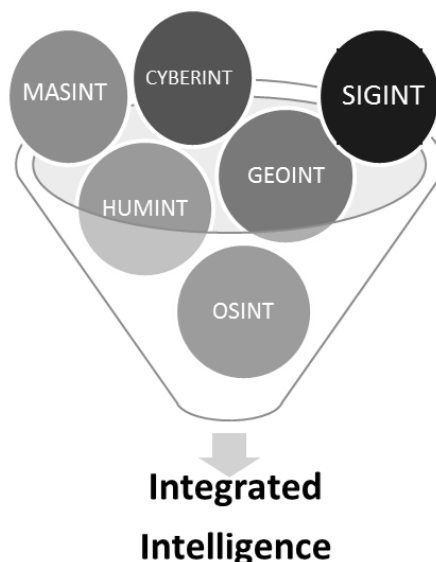 MASINT
CYBERINT
SIGINT
HUMINT
GEOINT
OSINT
Integrated
Intelligence